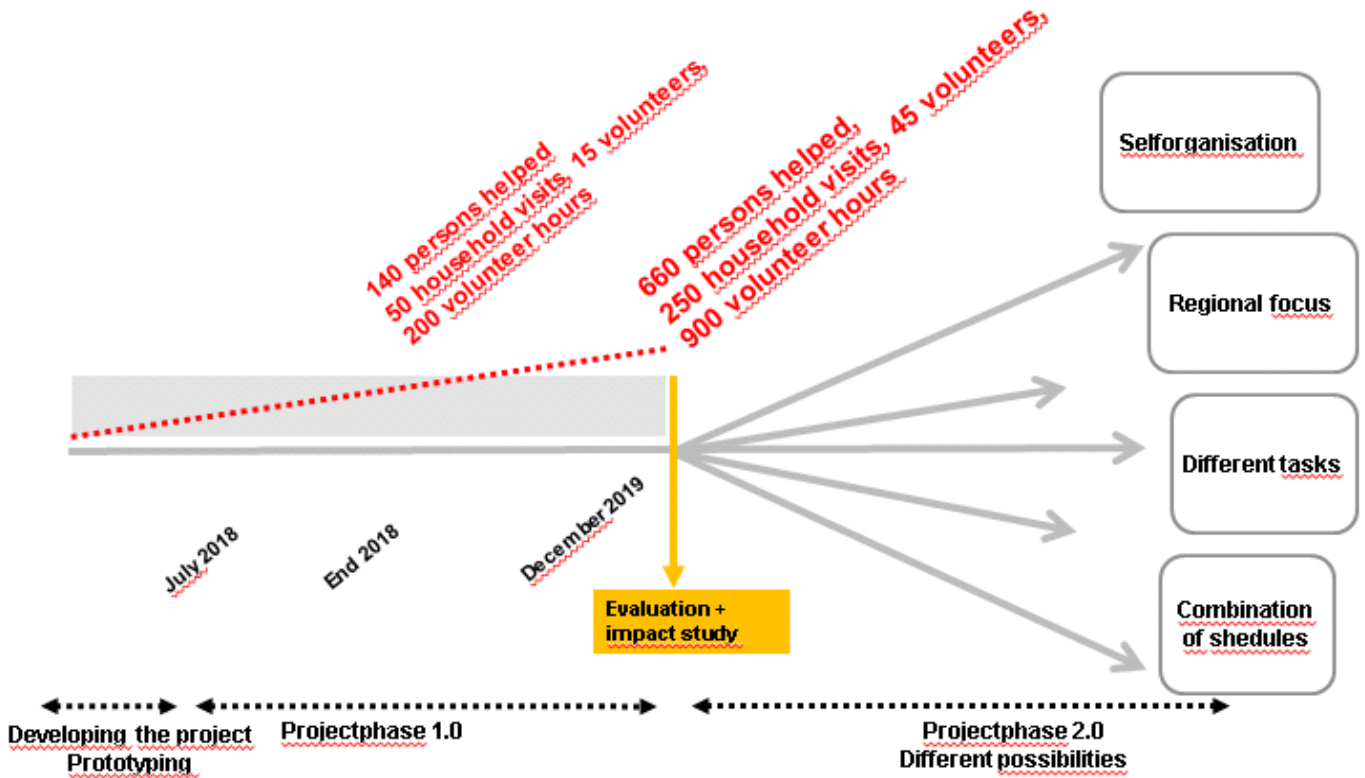 140 persons helped
50 household visits, 15 volunteers,
200 volunteer hours
660 persons helped,
250 household visits, 45 volunteers,
900 volunteer hours
Selforganisation
Regional focus
Different tasks
Combination
of shedules
July 2018
End 2018
December 2019
Evaluation +
impact study
Developing the project
Prototyping
Projectphase 1.0
Projectphase 2.0
Different possibilities